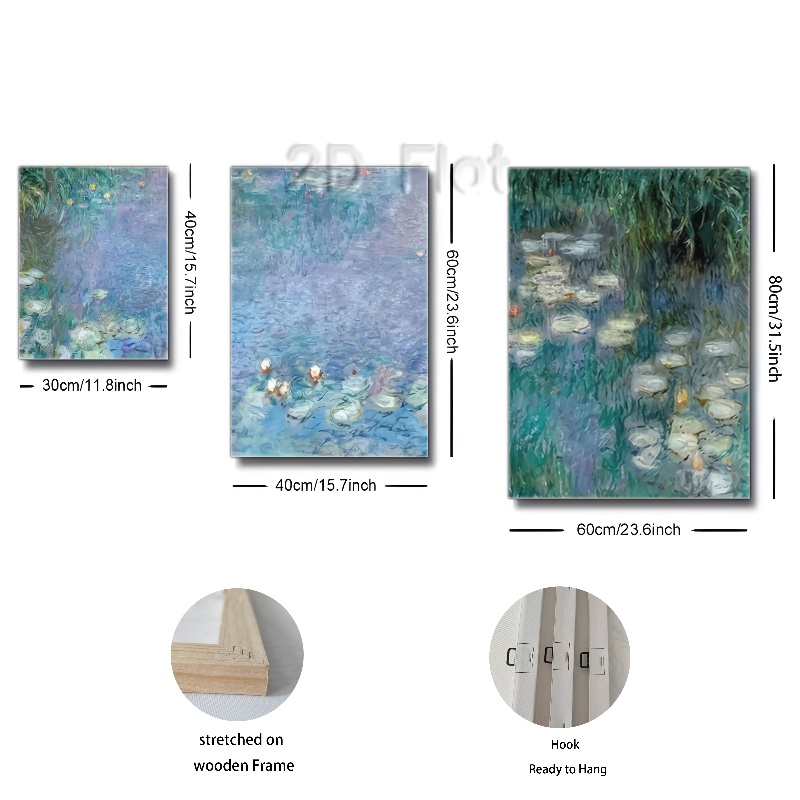 2D Flat
40cm/15.7inch
30cm/11.8inch
60cm/23.6inch
40cm/15.7inch
80cm/31.5inch
60cm/23.6inch
stretched on
wooden Frame
Hook
Ready to Hang